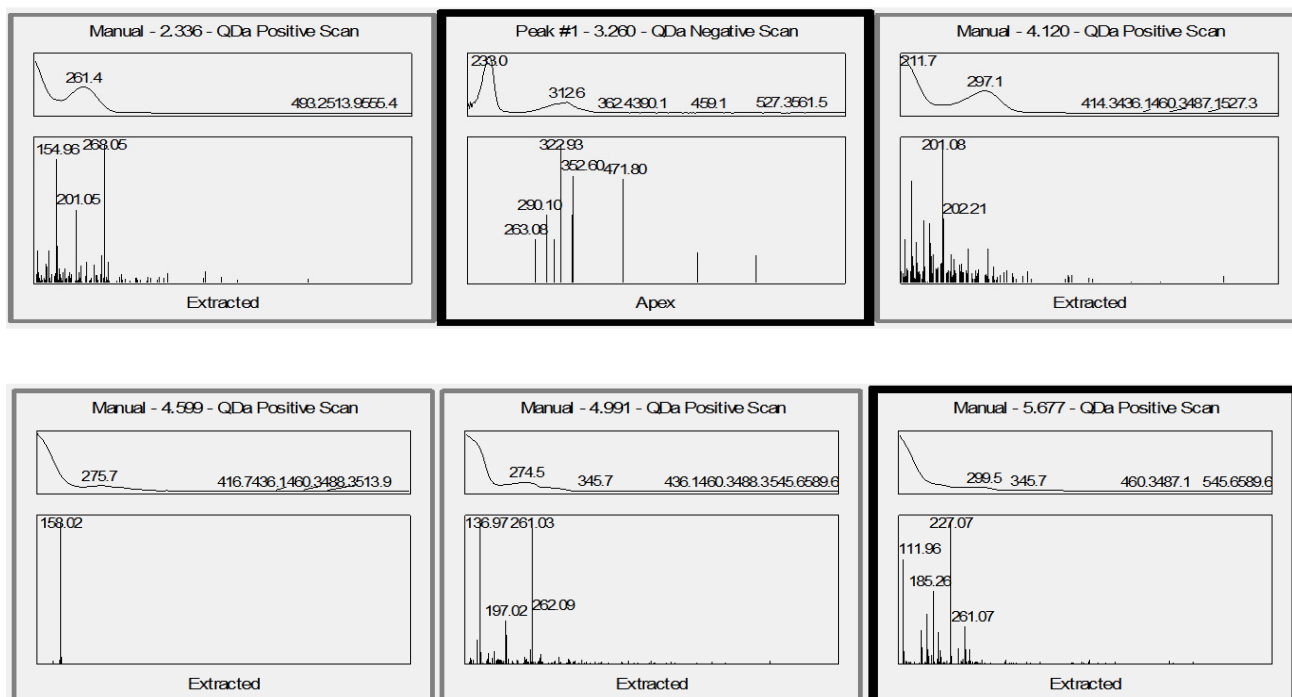 Manual - 2.336 - QDa Positive Scan
261.4
493.2513.9555.4
154.96 268.05
201.05
Extracted
Peak #1 - 3.260 - QDa Negative Scan
233.0
312.6
362.4390.1 459.1 527.3561.5
322.93
352.60 471.80
290.10
263.08
Apex
Manual - 4.120 - QDa Positive Scan
211.7
297.1
414.3436.1460.3487.1527.3
201.08
202.21
Extracted
Manual - 4.599 - QDa Positive Scan
275.7
416.7436.1460.3488.3513.9
158.02
Extracted
Manual - 4.991 - QDa Positive Scan
274.5
345.7 436.1460.3488.3545.6589.6
136.97 261.03
197.02 262.09
Extracted
Manual - 5.677 - QDa Positive Scan
299.5 345.7 460.3487.1 545.6589.6
227.07
111.96
185.26
261.07
Extracted